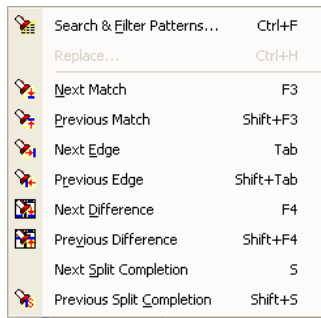 Search & Filter Patterns... Ctrl+F
Replace... Ctrl+H
Next Match F3
Previous Match Shift+F3
Next Edge Tab
Previous Edge Shift+Tab
Next Difference F4
Previous Difference Shift+F4
Next Split Completion S
Previous Split Completion Shift+S